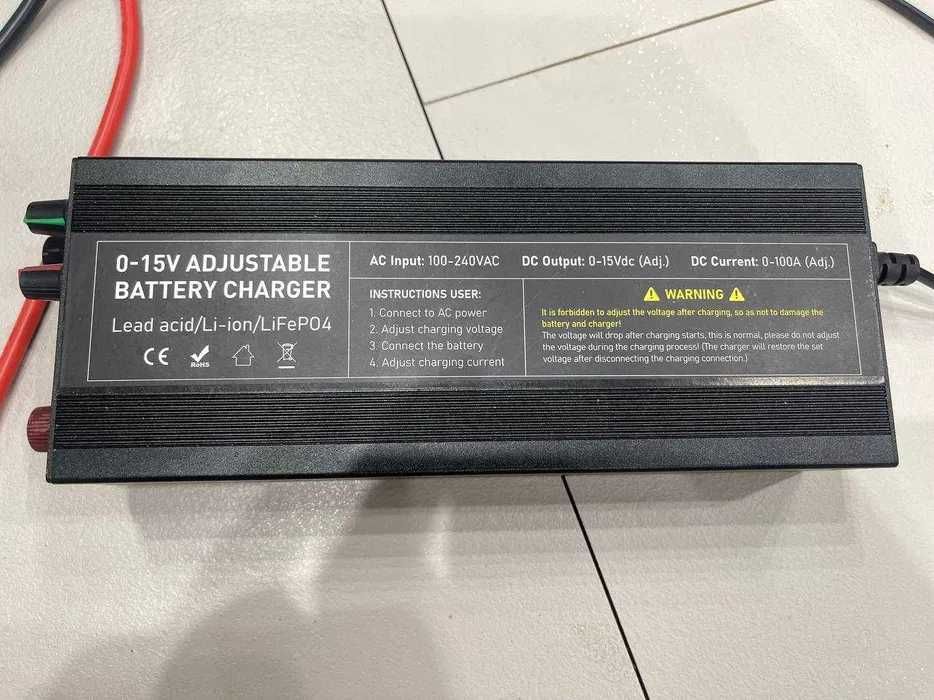 0-15V ADJUSTABLE
BATTERY CHARGER
Lead acid/Li-ion/LiFePO4
CE RoHS
AC Input: 100-240VAC DC Output: 0-15Vdc (Adj.) DC Current: 0-100A (Adj.)
INSTRUCTIONS USER:
1. Connect to AC power
2. Adjust charging voltage
3. Connect the battery
4. Adjust charging current
WARNING
It is forbidden to adjust the voltage after charging, so as not to damage the
battery and charger!
The voltage will drop after charging starts, this is normal, please do not adjust
the voltage during the charging process! (The charger will restore the set
voltage after disconnecting the charging connection.)